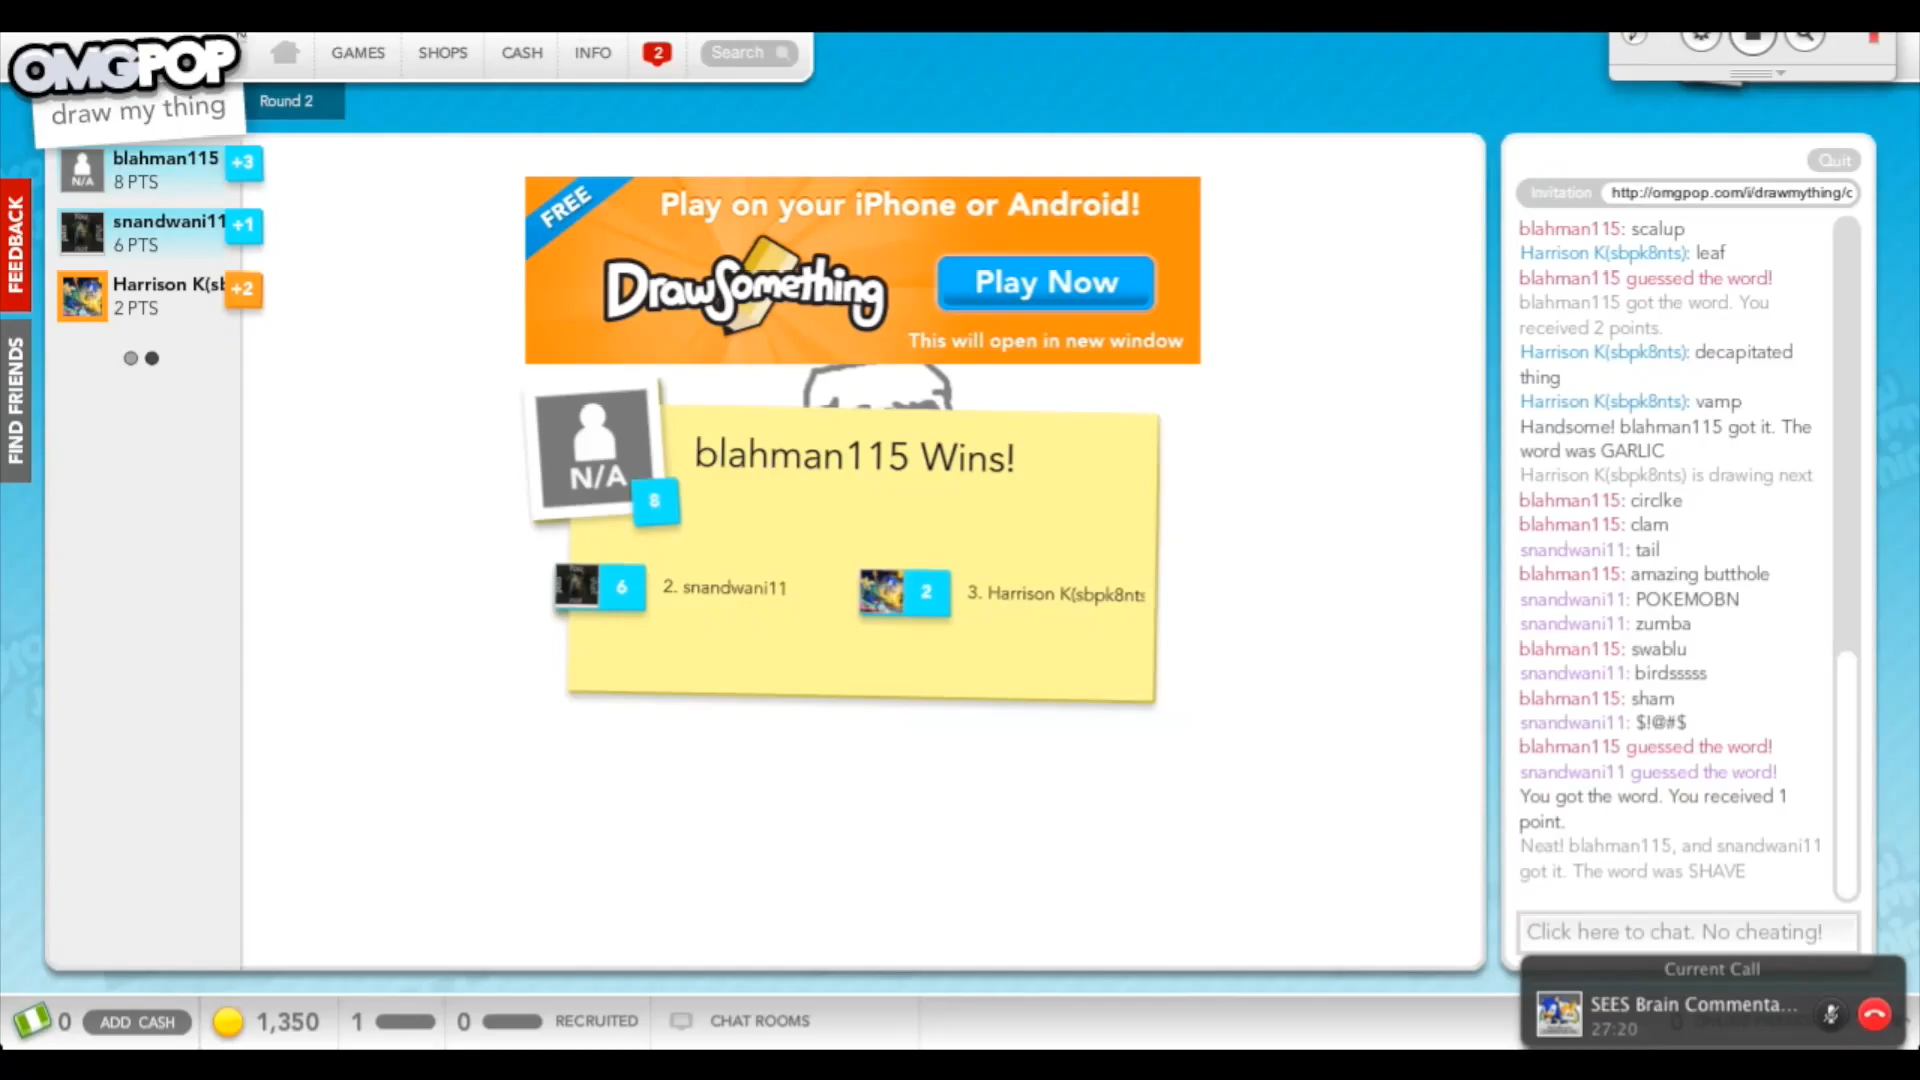 OMGPOP
draw my thing
GAMES
SHOPS
CASH
INFO
2
Search
Round 2
FEEDBACK
FIND FRIENDS
N/A
blahman115
8 PTS
+3
snandwani11
6 PTS
+1
Harrison K(sb
2 PTS
+2
FREE
Play on your iPhone or Android!
DrawSomething
Play Now
This will open in new window
N/A
8
blahman115 Wins!
6
2. snandwani11
2
3. Harrison K(sbpk8nts
Quit
Invitation http://omgpop.com/i/drawmything/c
blahman115: scalup
Harrison K(sbpk8nts): leaf
blahman115 guessed the word!
blahman115 got the word. You
received 2 points.
Harrison K(sbpk8nts): decapitated
thing
Harrison K(sbpk8nts): vamp
Handsome! blahman115 got it. The
word was GARLIC
Harrison K(sbpk8nts) is drawing next
blahman115: circlke
blahman115: clam
snandwani11: tail
blahman115: amazing butthole
snandwani11: POKEMOBN
snandwani11: zumba
blahman115: swablu
snandwani11: birdsssss
blahman115: sham
snandwani11: $!@#$
blahman115 guessed the word!
snandwani11 guessed the word!
You got the word. You received 1
point.
Neat! blahman115, and snandwani11
got it. The word was SHAVE
Click here to chat. No cheating!
Current Call
SEES Brain Commenta...
27:20
0
ADD CASH
1,350
1
0
RECRUITED
CHAT ROOMS